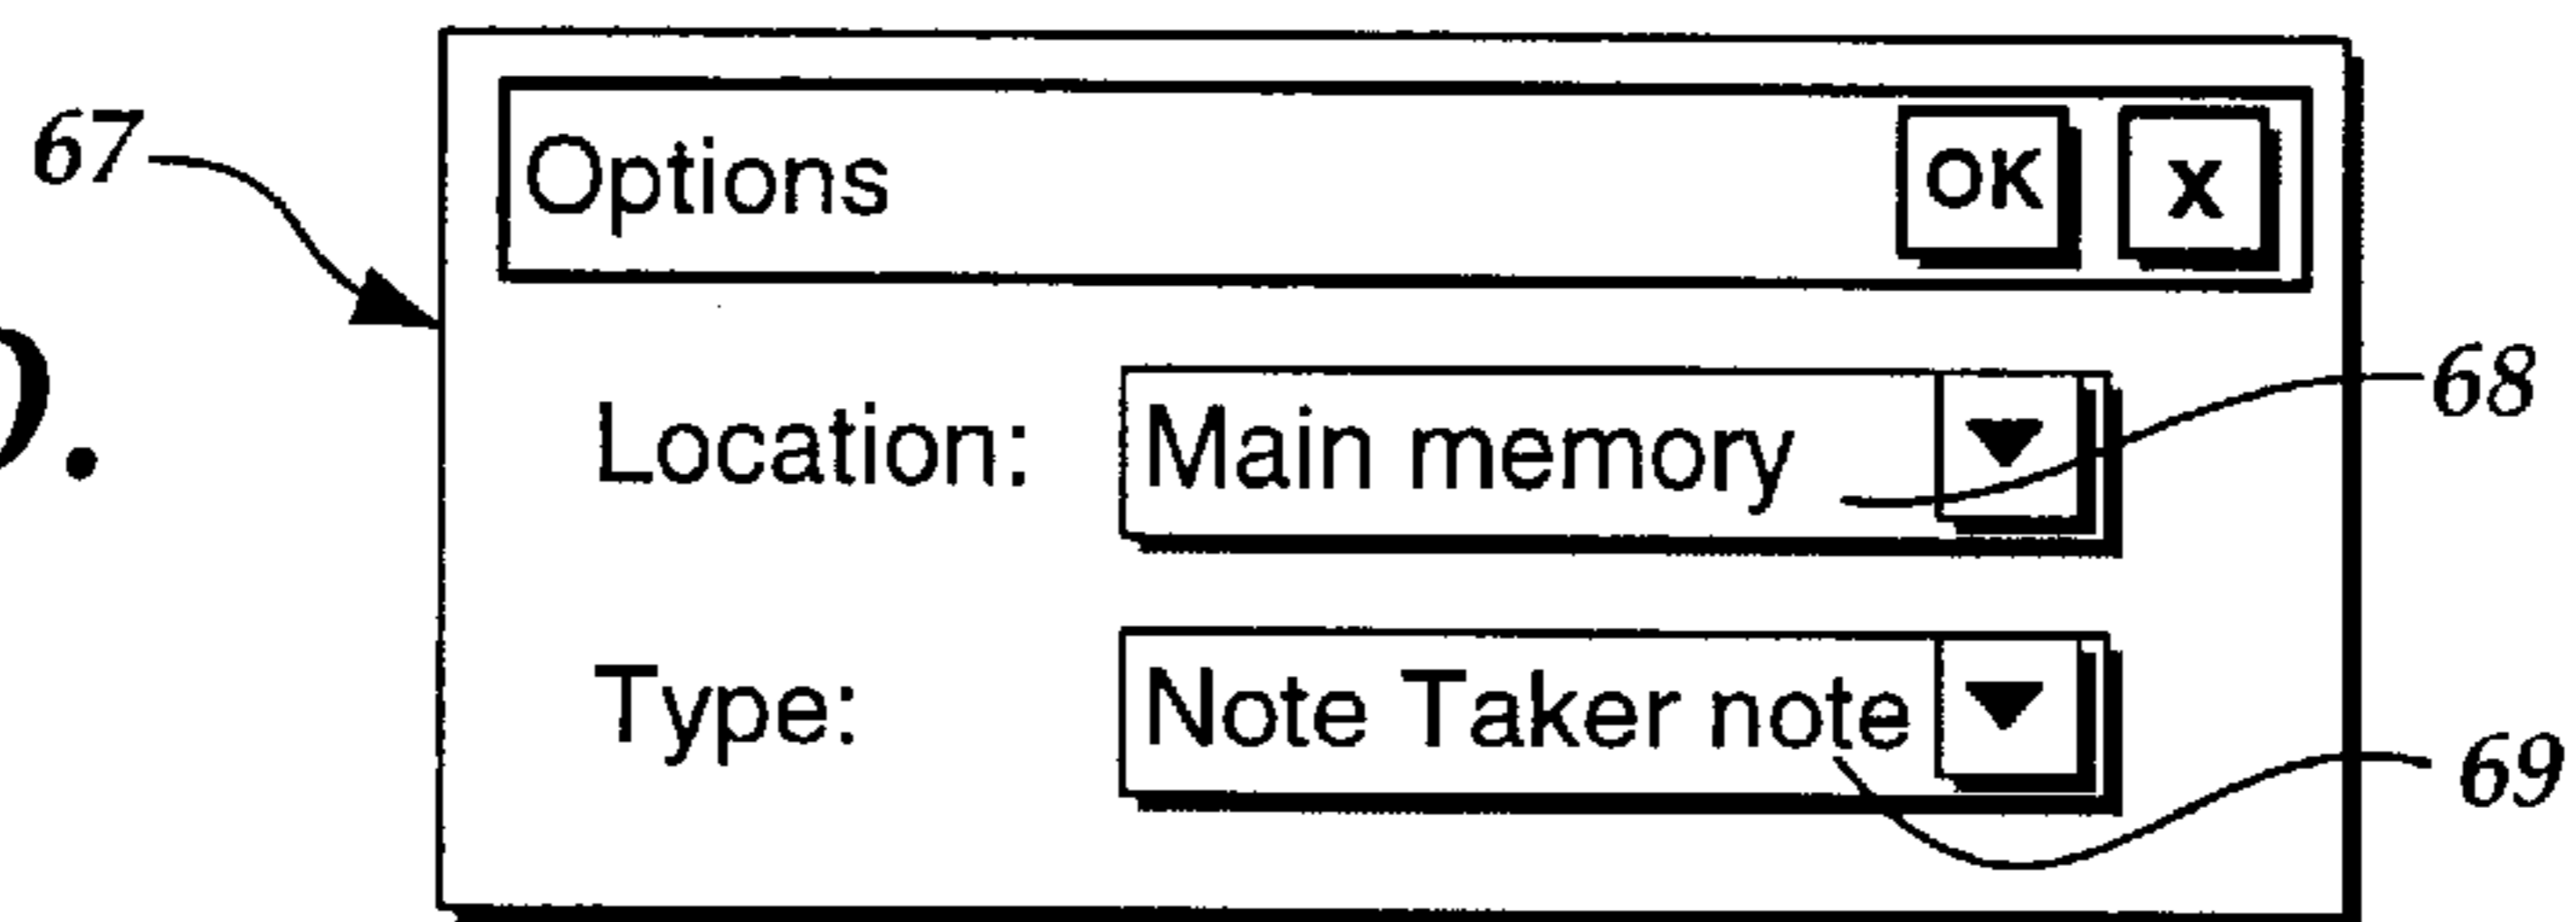 67
Options OK X
Location: Main memory
68
Type: Note Taker note
69